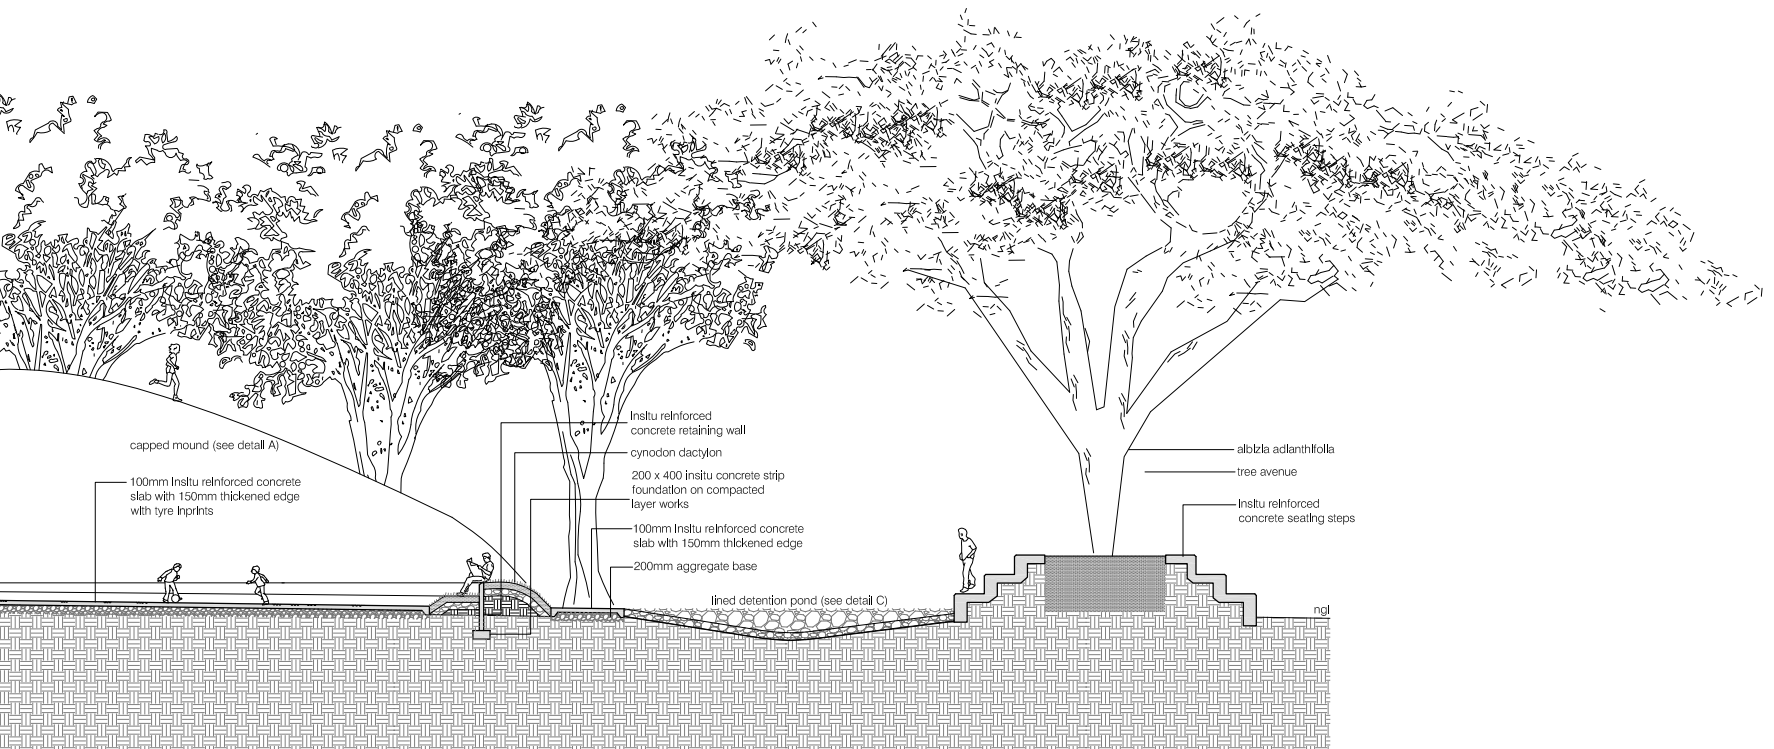 capped mound (see detail A)
100mm insitu reinforced concrete
slab with 150mm thickened edge
with tyre inprints
insitu reinforced
concrete retaining wall
cynodon dactylon
200 x 400 insitu concrete strip
foundation on compacted
layer works
100mm insitu reinforced concrete
slab with 150mm thickened edge
200mm aggregate base
lined detention pond (see detail C)
albizia adianthifolia
tree avenue
insitu reinforced
concrete seating steps
ngl